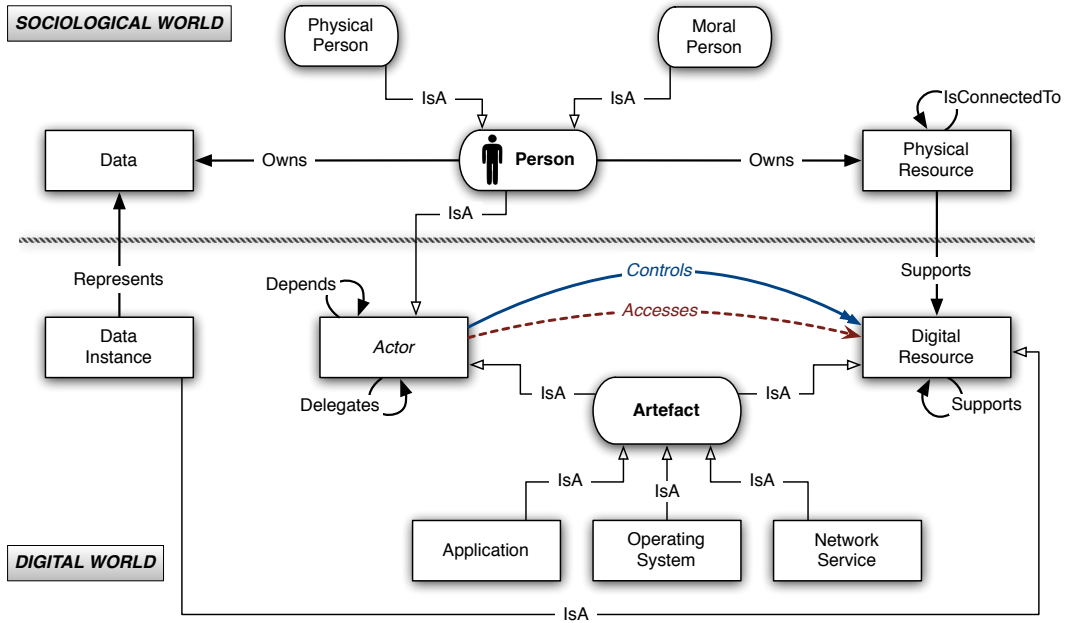 SOCIOLOGICAL WORLD
Physical
Person
Moral
Person
IsA
IsA
IsConnectedTo
Data
Owns
Person
Owns
Physical
Resource
IsA
Represents
Depends
Controls
Supports
Accesses
Data
Instance
Actor
Digital
Resource
Delegates
IsA
Artefact
IsA
Supports
IsA
IsA
IsA
Application
Operating
System
Network
Service
DIGITAL WORLD
IsA